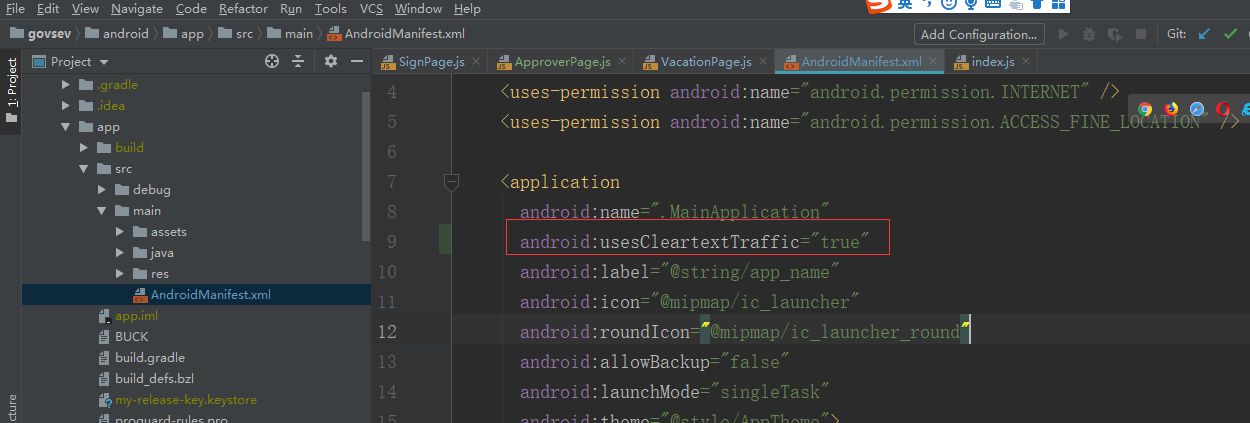 File Edit View Navigate Code Refactor Run Tools VCS Window Help
英
govsev android app src main AndroidManifest.xml
Add Configuration...
Git:
1: Project
Project
SignPage.js
ApproverPage.js
VacationPage.js
AndroidManifest.xml
index.js
.gradle
.idea
app
build
src
debug
main
assets
java
res
AndroidManifest.xml
app.iml
BUCK
build.gradle
build_defs.bzl
my-release-key.keystore
proguard-rules.pro
4 <uses-permission android:name="android.permission.INTERNET" />
5 <uses-permission android:name="android.permission.ACCESS_FINE_LOCATION" />
6
7 <application
8 android:name=".MainApplication"
9 android:usesCleartextTraffic="true"
10 android:label="@string/app_name"
11 android:icon="@mipmap/ic_launcher"
12 android:roundIcon="@mipmap/ic_launcher_round"
13 android:allowBackup="false"
14 android:launchMode="singleTask"
15 android:theme="@style/AppTheme">